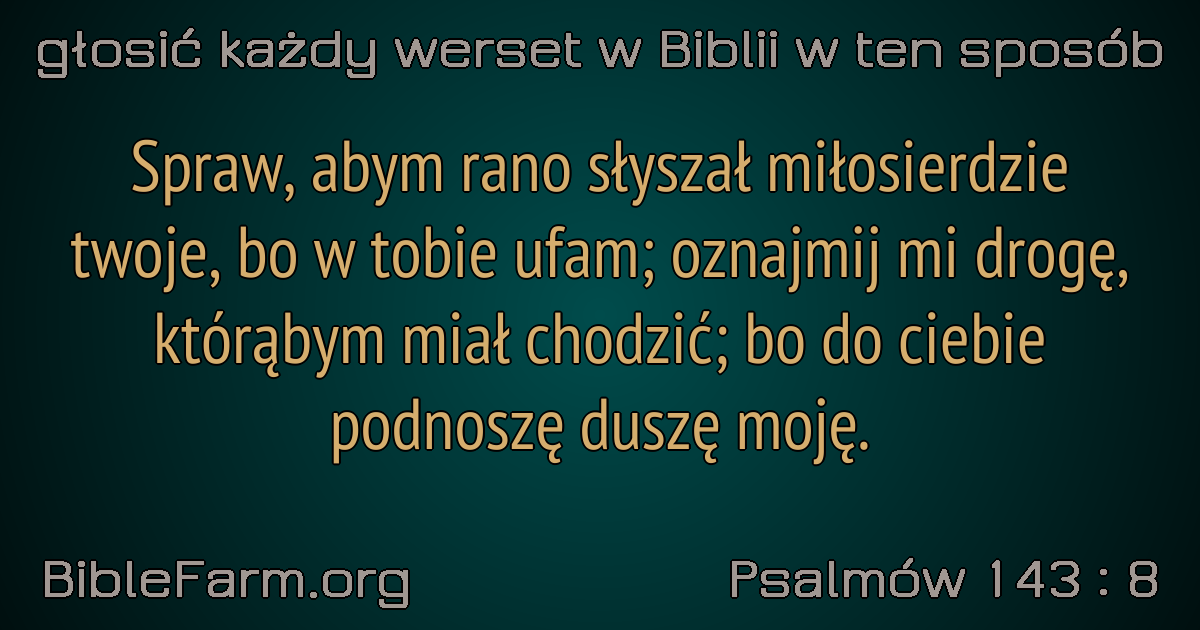 głosić każdy werset w Biblii w ten sposób
Spraw, abym rano słyszał miłosierdzie
twoje, bo w tobie ufam; oznajmij mi drogę,
którąbym miał chodzić; bo do ciebie
podnoszę duszę moję.
BibleFarm.org
Psalmów 143 : 8